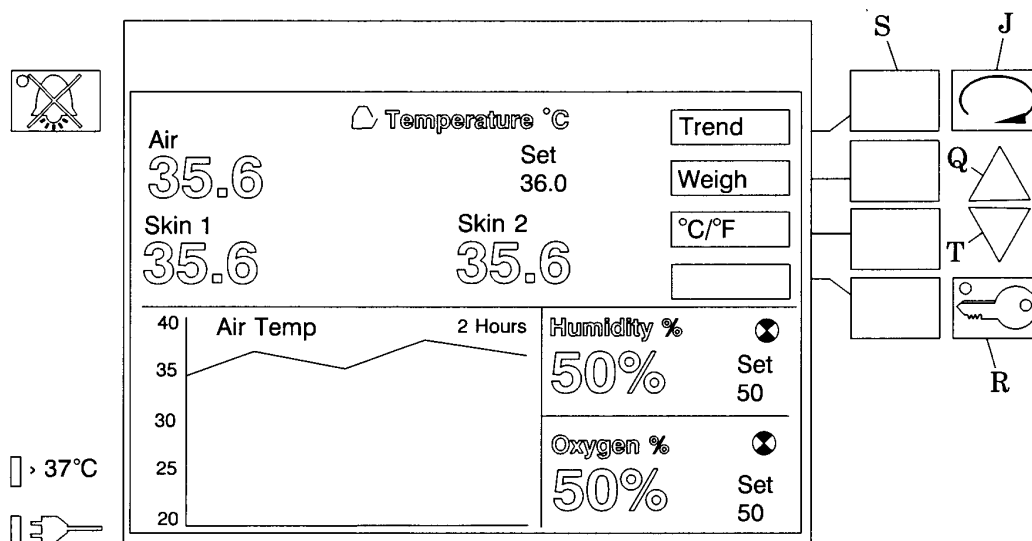 S J
Temperature °C
Trend
Air
35.6
Set
36.0
Weigh
Q
Skin 1
35.6
Skin 2
35.6
°C/°F
T
R
40
35
30
25
20
Air Temp
2 Hours
Humidity %
50%
Set
50
Oxygen %
50%
Set
50
> 37°C